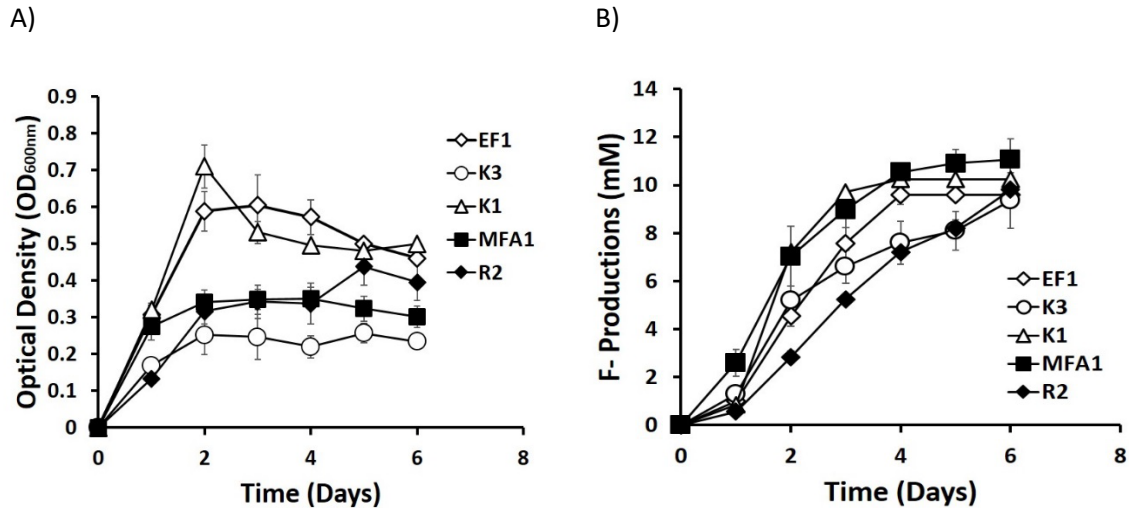 A)
B)
Optical Density (OD600nm)
0.9
0.8
0.7
0.6
0.5
0.4
0.3
0.2
0.1
0
0
2
4
6
8
Time (Days)
EF1
K3
K1
MFA1
R2
F- Productions (mM)
14
12
10
8
6
4
2
0
0
2
4
6
8
Time (Days)
EF1
K3
K1
MFA1
R2